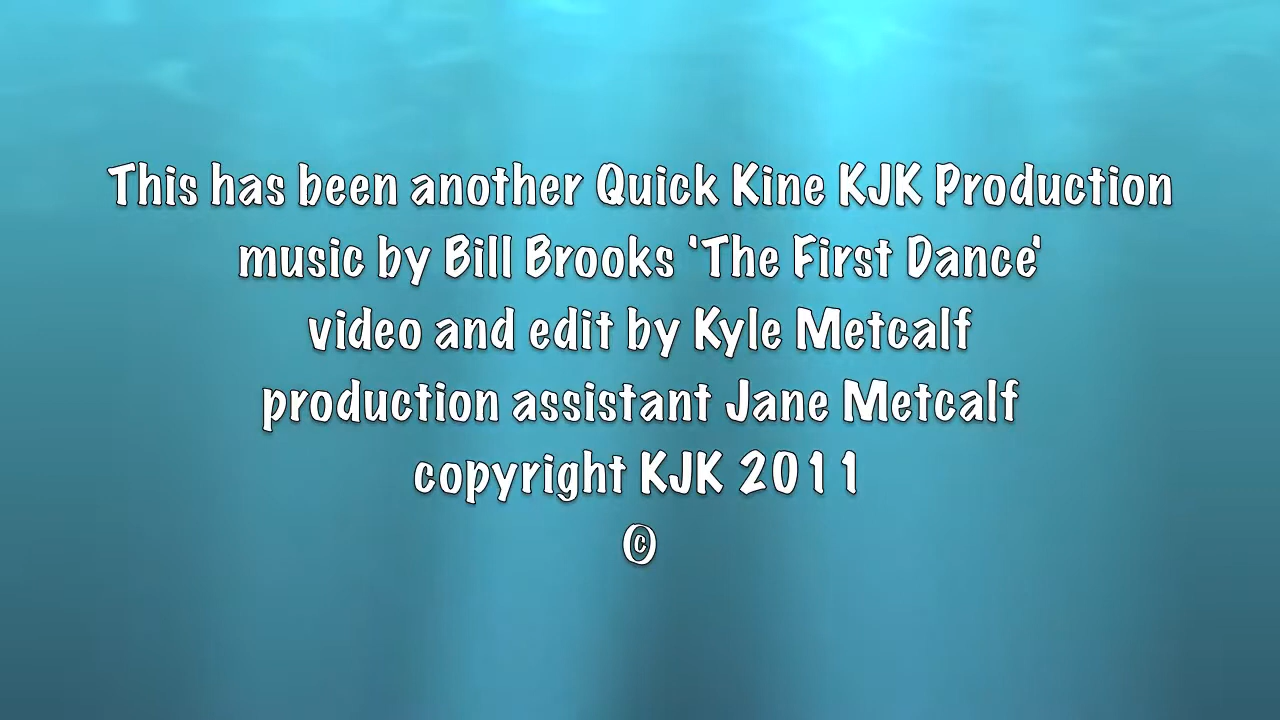 This has been another Quick Kine KJK Production
music by Bill Brooks 'The First Dance'
video and edit by Kyle Metcalf
production assistant Jane Metcalf
copyright KJK 2011
©